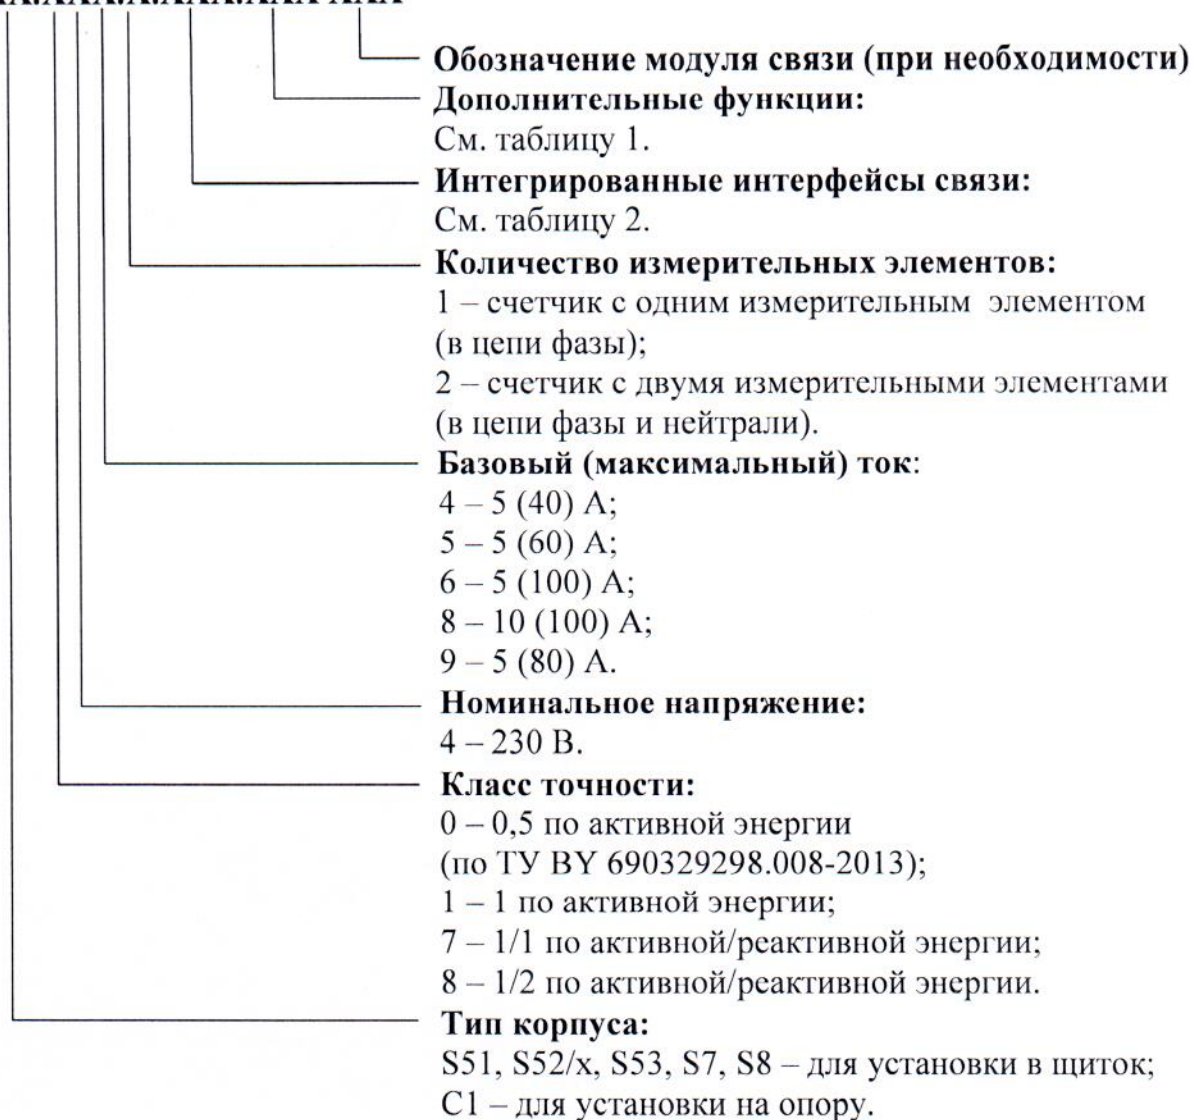 Обозначение модуля связи (при необходимости)
Дополнительные функции:
См. таблицу 1.
Интегрированные интерфейсы связи:
См. таблицу 2.
Количество измерительных элементов:
1 – счетчик с одним измерительным элементом
(в цепи фазы);
2 – счетчик с двумя измерительными элементами
(в цепи фазы и нейтрали).
Базовый (максимальный) ток:
4 – 5 (40) А;
5 – 5 (60) А;
6 – 5 (100) А;
8 – 10 (100) А;
9 – 5 (80) А.
Номинальное напряжение:
4 – 230 В.
Класс точности:
0 – 0,5 по активной энергии
(по ТУ BY 690329298.008-2013);
1 – 1 по активной энергии;
7 – 1/1 по активной/реактивной энергии;
8 – 1/2 по активной/реактивной энергии.
Тип корпуса:
S51, S52/x, S53, S7, S8 – для установки в щиток;
C1 – для установки на опору.